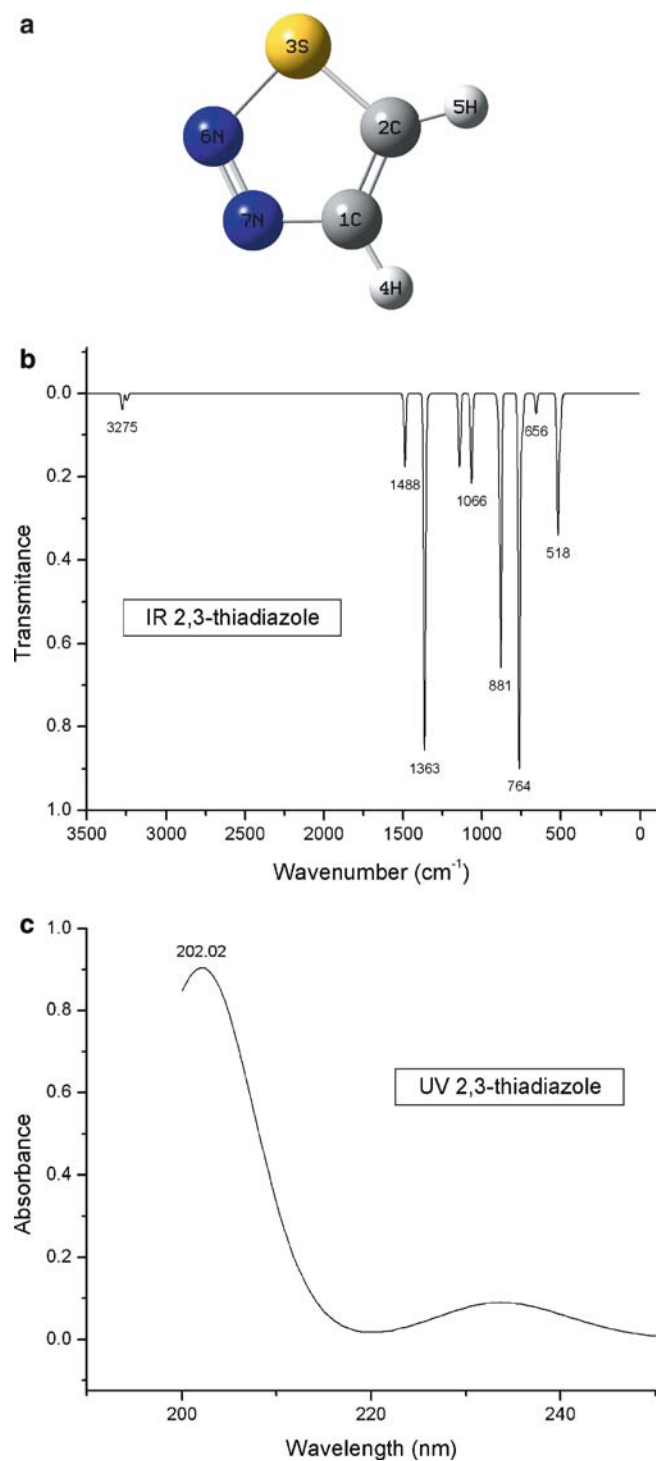 a
3S
5H
2C
6N
7N
1C
4H
b
0.0
3275
656
1488
1066
0.2
518
0.4
Transmitance
IR 2,3-thiadiazole
0.6
881
0.8
1363
764
1.0
3500 3000 2500 2000 1500 1000 500 0
Wavenumber (cm⁻¹)
c
1.0
202.02
0.8
UV 2,3-thiadiazole
0.6
Absorbance
0.4
0.2
0.0
200 220 240
Wavelength (nm)